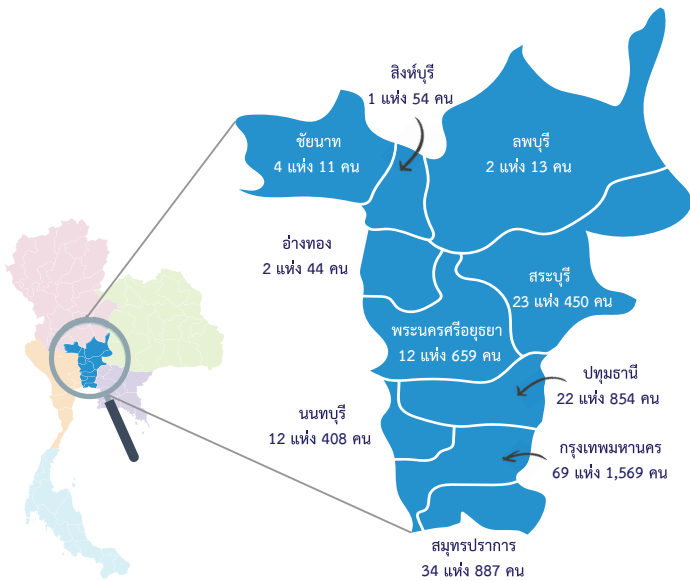 สิงห์บุรี
1 แห่ง 54 คน
ชัยนาท
4 แห่ง 11 คน
ลพบุรี
2 แห่ง 13 คน
อ่างทอง
2 แห่ง 44 คน
สระบุรี
23 แห่ง 450 คน
พระนครศรีอยุธยา
12 แห่ง 659 คน
ปทุมธานี
22 แห่ง 854 คน
นนทบุรี
12 แห่ง 408 คน
กรุงเทพมหานคร
69 แห่ง 1,569 คน
สมุทรปราการ
34 แห่ง 887 คน